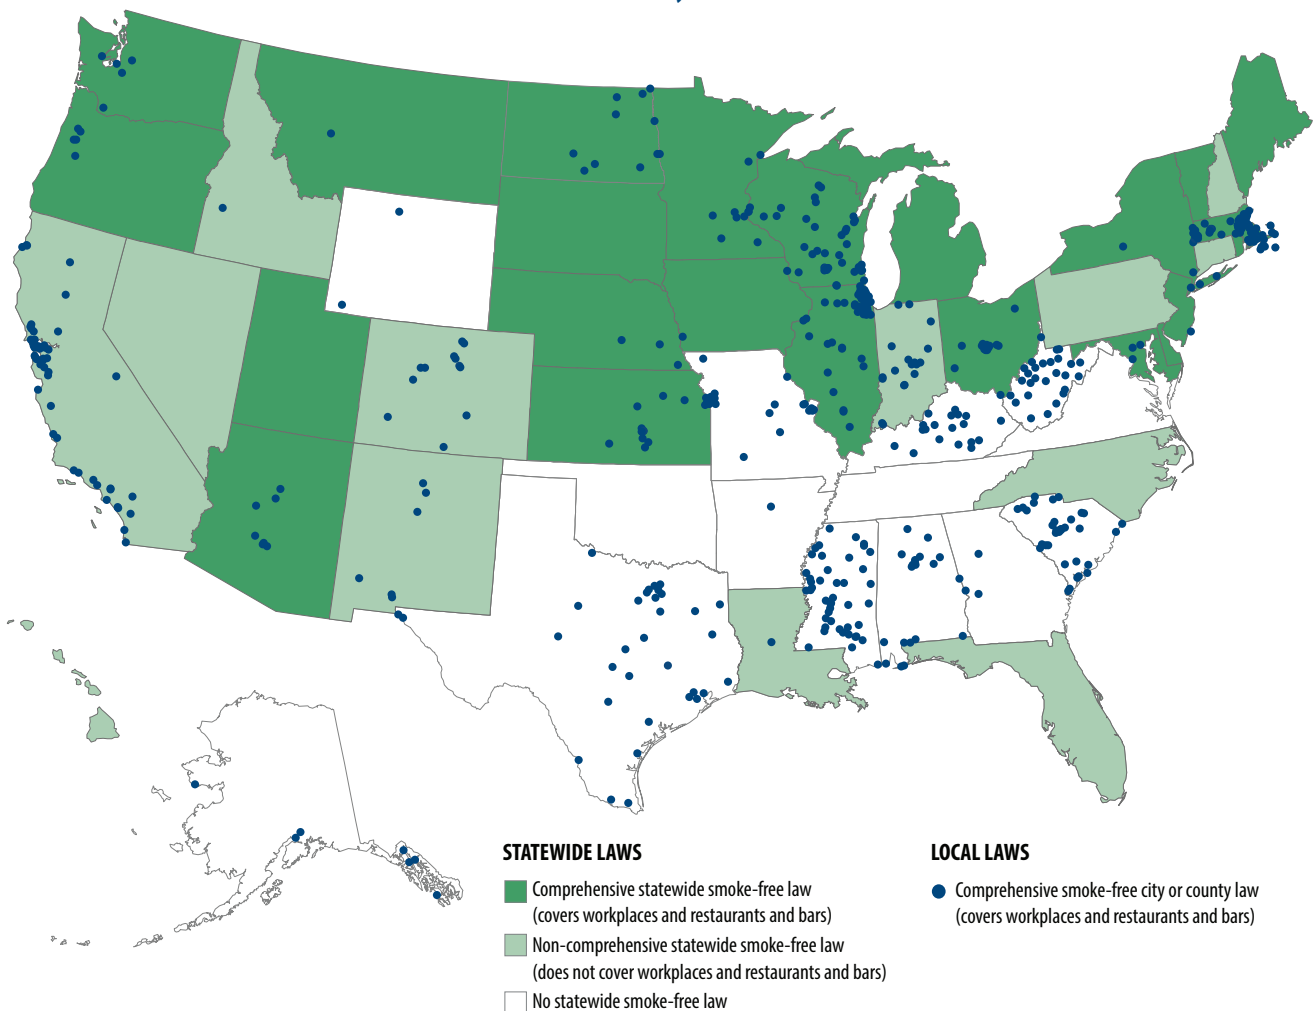 STATEWIDE LAWS
Comprehensive statewide smoke-free law
(covers workplaces and restaurants and bars)
Non-comprehensive statewide smoke-free law
(does not cover workplaces and restaurants and bars)
No statewide smoke-free law
LOCAL LAWS
Comprehensive smoke-free city or county law
(covers workplaces and restaurants and bars)